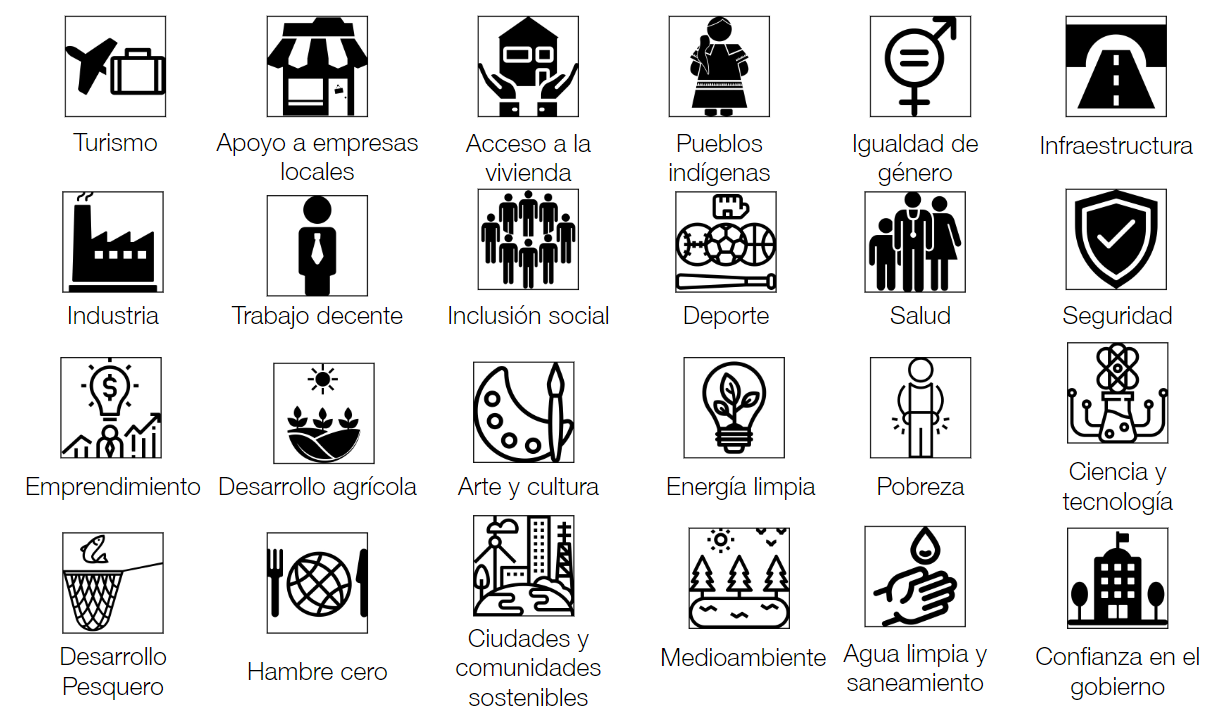 Turismo
Apoyo a empresas
locales
Acceso a la
vivienda
Pueblos
indígenas
Igualdad de
género
Infraestructura
Industria
Trabajo decente
Inclusión social
Deporte
Salud
Seguridad
Emprendimiento
Desarrollo agrícola
Arte y cultura
Energía limpia
Pobreza
Ciencia y
tecnología
Desarrollo
Pesquero
Hambre cero
Ciudades y
comunidades
sostenibles
Medioambiente
Agua limpia y
saneamiento
Confianza en el
gobierno